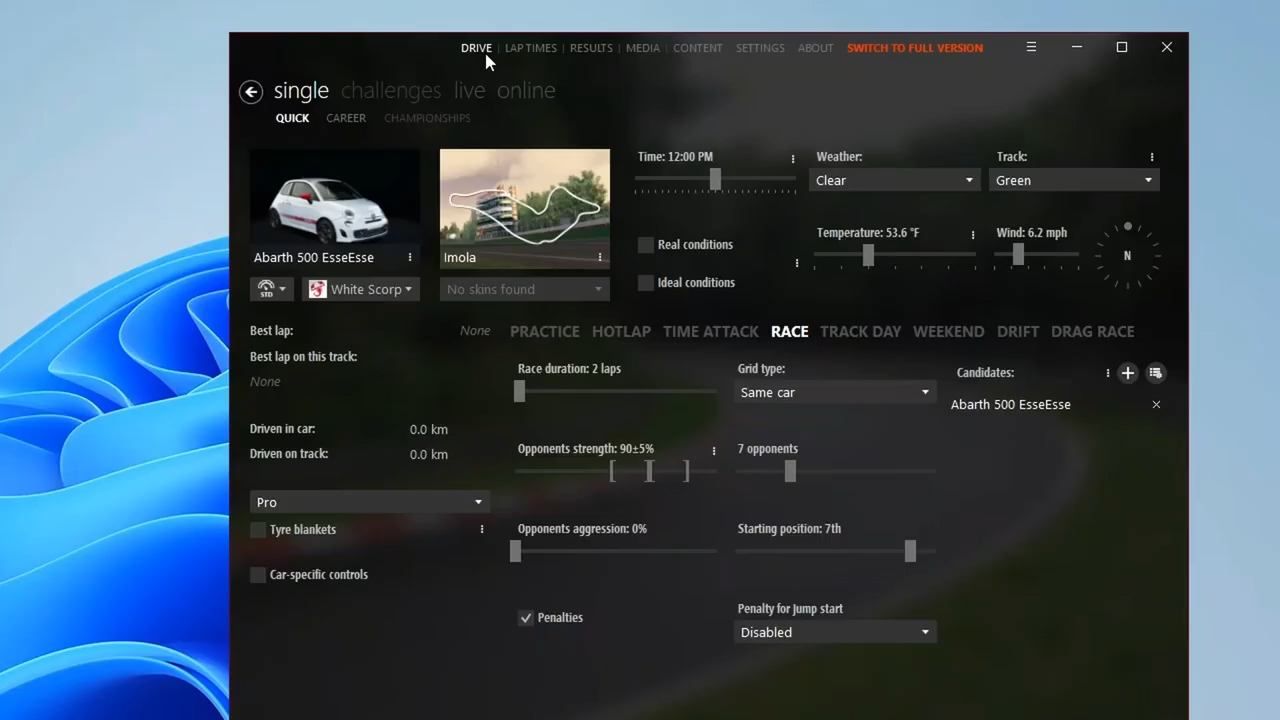 DRIVE | LAP TIMES | RESULTS | MEDIA | CONTENT SETTINGS ABOUT SWITCH TO FULL VERSION
single challenges live online
QUICK CAREER CHAMPIONSHIPS
Time: 12:00 PM
Weather:
Track:
Clear
Green
Abarth 500 EsseEsse
Imola
Real conditions
Ideal conditions
Temperature: 53.6 °F
Wind: 6.2 mph
N
STD
White Scorp
No skins found
Best lap:
None
Best lap on this track:
None
Driven in car:
0.0 km
Driven on track:
0.0 km
Pro
Tyre blankets
Car-specific controls
PRACTICE HOTLAP TIME ATTACK RACE TRACK DAY WEEKEND DRIFT DRAG RACE
Race duration: 2 laps
Grid type:
Same car
Candidates:
Abarth 500 EsseEsse
Opponents strength: 90±5%
7 opponents
Opponents aggression: 0%
Starting position: 7th
Penalties
Penalty for jump start
Disabled